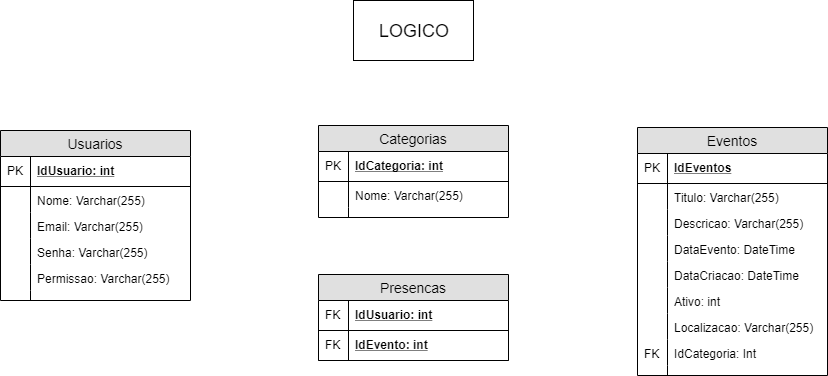 LOGICO
Usuarios
PK IdUsuario: int
Nome: Varchar(255)
Email: Varchar(255)
Senha: Varchar(255)
Permissao: Varchar(255)
Categorias
PK IdCategoria: int
Nome: Varchar(255)
Presencas
FK IdUsuario: int
FK IdEvento: int
Eventos
PK IdEventos
Titulo: Varchar(255)
Descricao: Varchar(255)
DataEvento: DateTime
DataCriacao: DateTime
Ativo: int
Localizacao: Varchar(255)
FK IdCategoria: Int